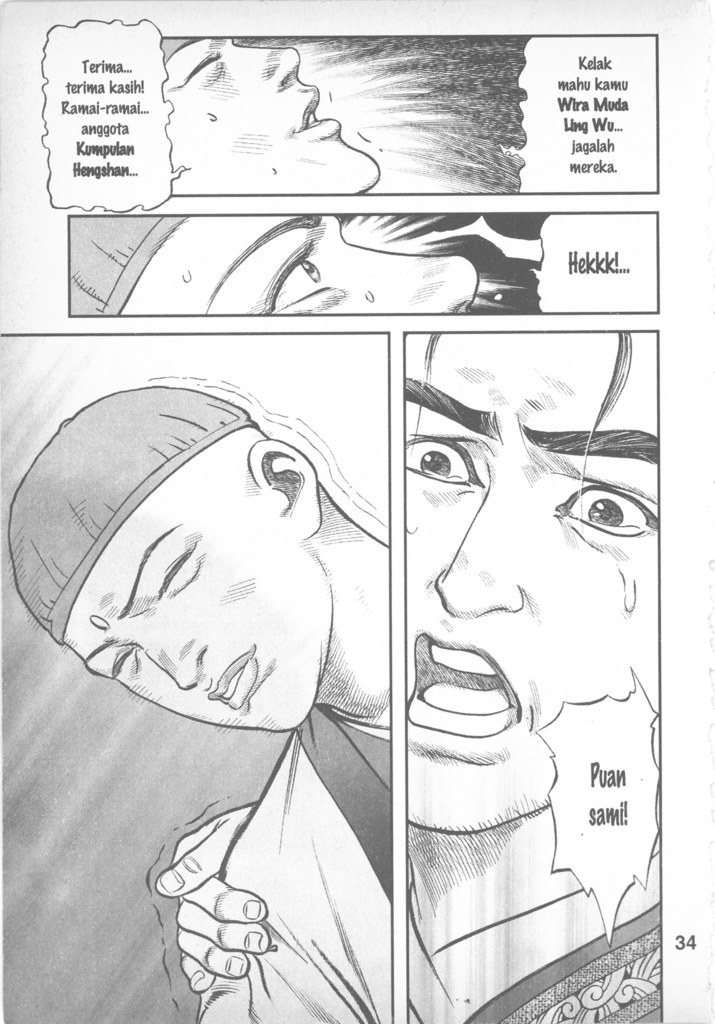 Terima...
terima kasih!
Ramai-ramai...
anggota
Kumpulan
Hengshan...
Kelak
mahu kamu
Wira Muda
Ling Wu...
jagalah
mereka.
Hekkk!...
Puan
sami!
34